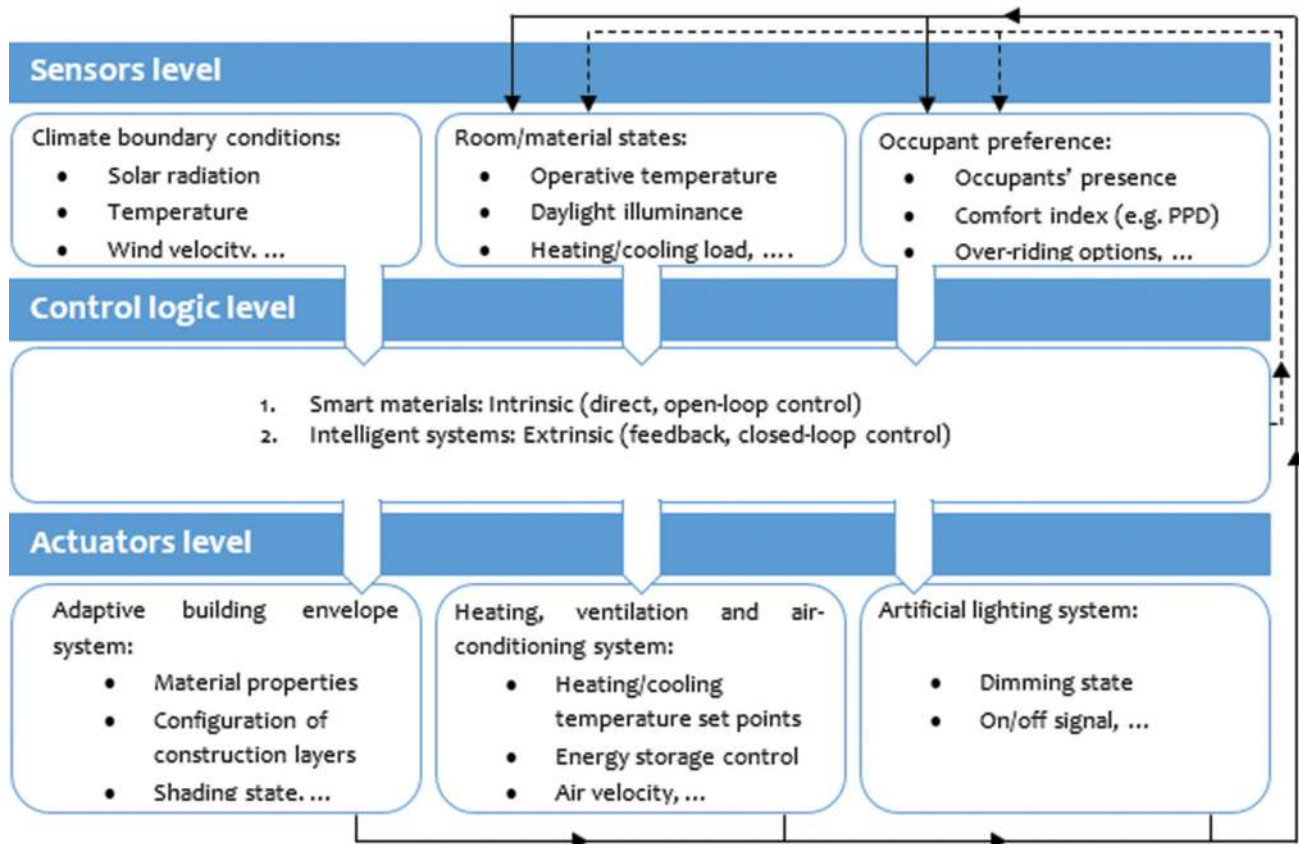 Sensors level
Climate boundary conditions:
• Solar radiation
• Temperature
• Wind velocity, ...
Room/material states:
• Operative temperature
• Daylight illuminance
• Heating/cooling load, ....
Occupant preference:
• Occupants' presence
• Comfort index (e.g. PPD)
• Over-riding options, ...
Control logic level
1. Smart materials: Intrinsic (direct, open-loop control)
2. Intelligent systems: Extrinsic (feedback, closed-loop control)
Actuators level
Adaptive building envelope
system:
• Material properties
• Configuration of
construction layers
• Shading state, ...
Heating, ventilation and air-
conditioning system:
• Heating/cooling
temperature set points
• Energy storage control
• Air velocity, ...
Artificial lighting system:
• Dimming state
• On/off signal, ...